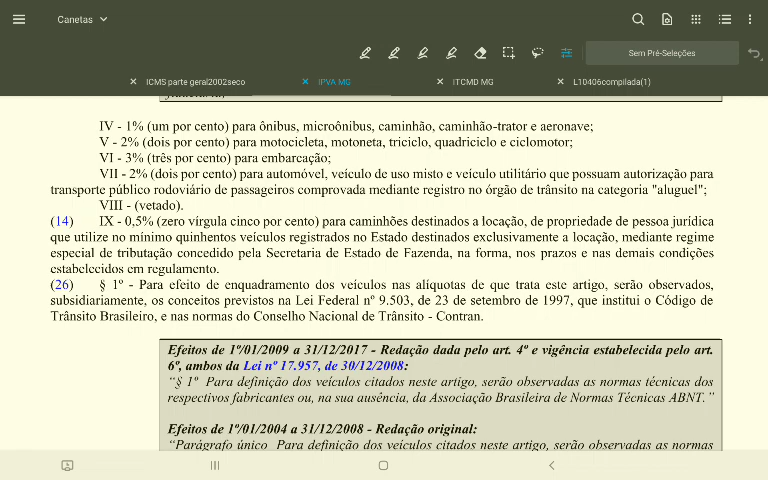 Canetas
Sem Pré-Seleções
ICMS parte geral2002seco
IPVA MG
ITCMD MG
L10406compilada(1)
IV - 1% (um por cento) para ônibus, microônibus, caminhão, caminhão-trator e aeronave;
V - 2% (dois por cento) para motocicleta, motoneta, triciclo, quadriciclo e ciclomotor;
VI - 3% (três por cento) para embarcação;
VII - 2% (dois por cento) para automóvel, veículo de uso misto e veículo utilitário que possuam autorização para
transporte público rodoviário de passageiros comprovada mediante registro no órgão de trânsito na categoria "aluguel";
VIII - (vetado).
(14) IX - 0,5% (zero vírgula cinco por cento) para caminhões destinados a locação, de propriedade de pessoa jurídica
que utilize no mínimo quinhentos veículos registrados no Estado destinados exclusivamente a locação, mediante regime
especial de tributação concedido pela Secretaria de Estado de Fazenda, na forma, nos prazos e nas demais condições
estabelecidos em regulamento.
(26) § 1º - Para efeito de enquadramento dos veículos nas alíquotas de que trata este artigo, serão observados,
subsidiariamente, os conceitos previstos na Lei Federal nº 9.503, de 23 de setembro de 1997, que institui o Código de
Trânsito Brasileiro, e nas normas do Conselho Nacional de Trânsito - Contran.
Efeitos de 1º/01/2009 a 31/12/2017 - Redação dada pelo art. 4º e vigência estabelecida pelo art.
6º, ambos da Lei nº 17.957, de 30/12/2008:
“§ 1º Para definição dos veículos citados neste artigo, serão observadas as normas técnicas dos
respectivos fabricantes ou, na sua ausência, da Associação Brasileira de Normas Técnicas ABNT.”
Efeitos de 1º/01/2004 a 31/12/2008 - Redação original:
“Parágrafo único Para definição dos veículos citados neste artigo, serão observadas as normas